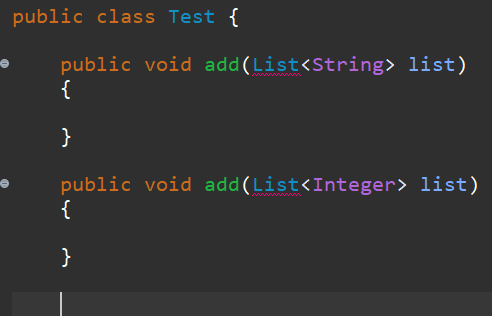 public class Test {
public void add(List<String> list)
{
}
public void add(List<Integer> list)
{
}